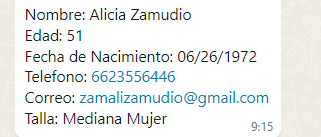 Nombre: Alicia Zamudio
Edad: 51
Fecha de Nacimiento: 06/26/1972
Telefono: 6623556446
Correo: zamalizamudio@gmail.com
Talla: Mediana Mujer
9:15